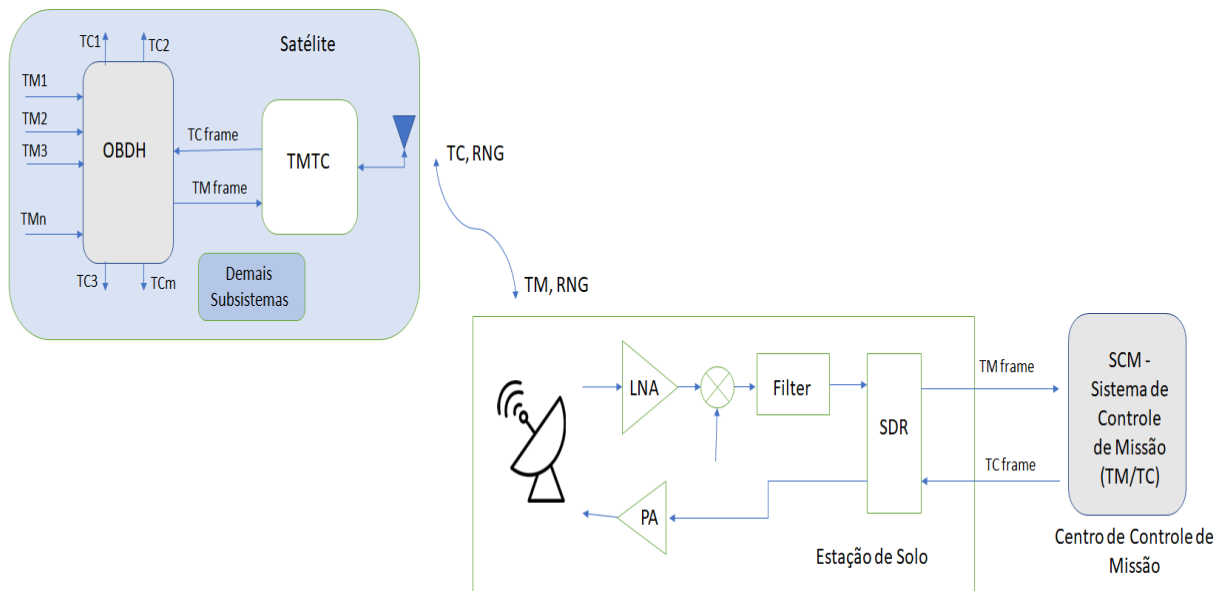 TC1
TC2
Satélite
TM1
TM2
TM3
TMn
OBDH
TC frame
TM frame
TMTC
TC3
TCm
Demais
Subsistemas
TC, RNG
TM, RNG
LNA
Filter
SDR
PA
TM frame
TC frame
Estação de Solo
SCM -
Sistema de
Controle
de Missão
(TM/TC)
Centro de Controle de
Missão